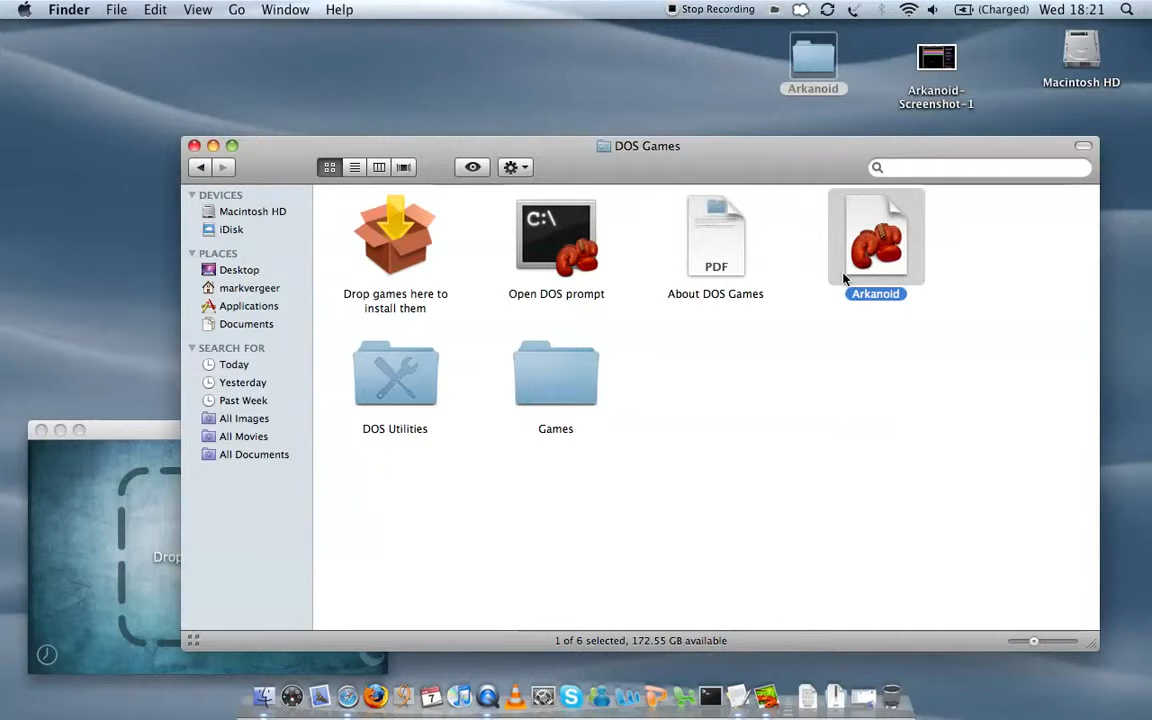 Finder File Edit View Go Window Help Stop Recording (Charged) Wed 18:21
Arkanoid
Arkanoid-
Screenshot-1
Macintosh HD
DOS Games
DEVICES
Macintosh HD
iDisk
PLACES
Desktop
markvergeer
Applications
Documents
SEARCH FOR
Today
Yesterday
Past Week
All Images
All Movies
All Documents
C:\
PDF
Drop games here to
install them
Open DOS prompt
About DOS Games
Arkanoid
DOS Utilities
Games
Drop
1 of 6 selected, 172.55 GB available
7